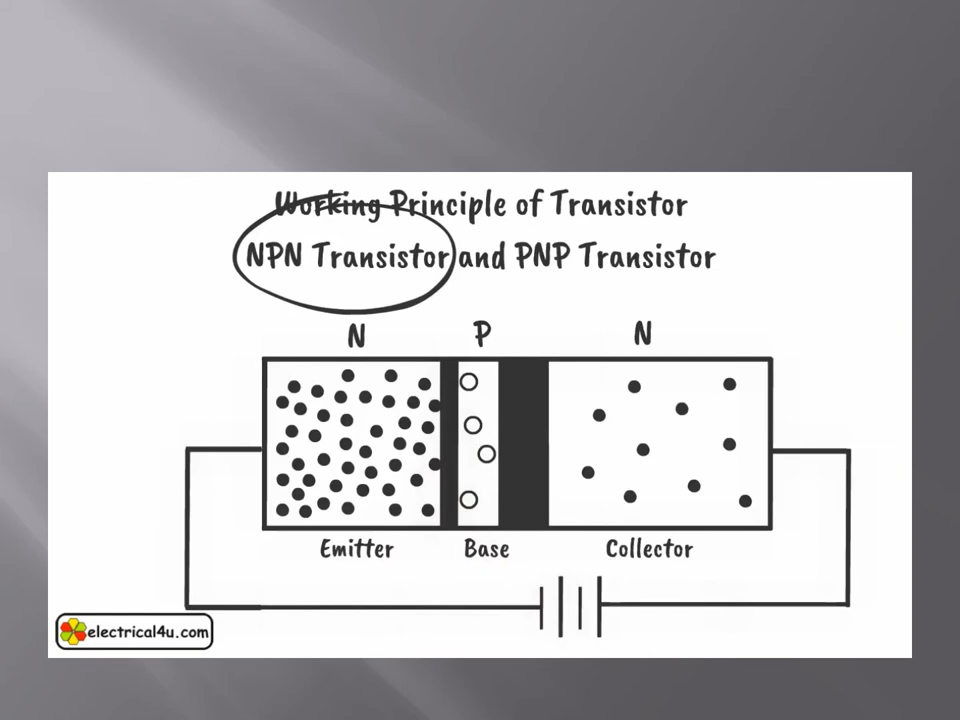 Working Principle of Transistor
NPN Transistor and PNP Transistor
N P N
Emitter Base Collector
electrical4u.com